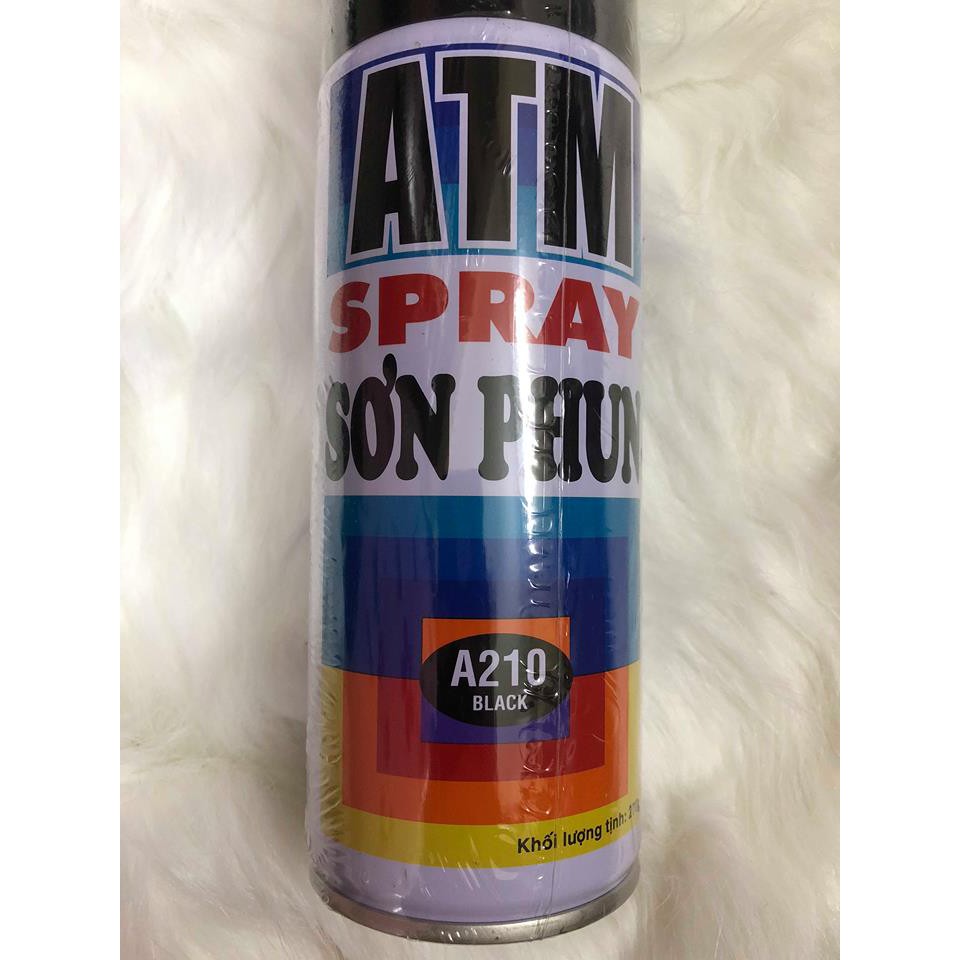 ATM
SPRAY
SƠN PHUN
A210
BLACK
Khối lượng tịnh: